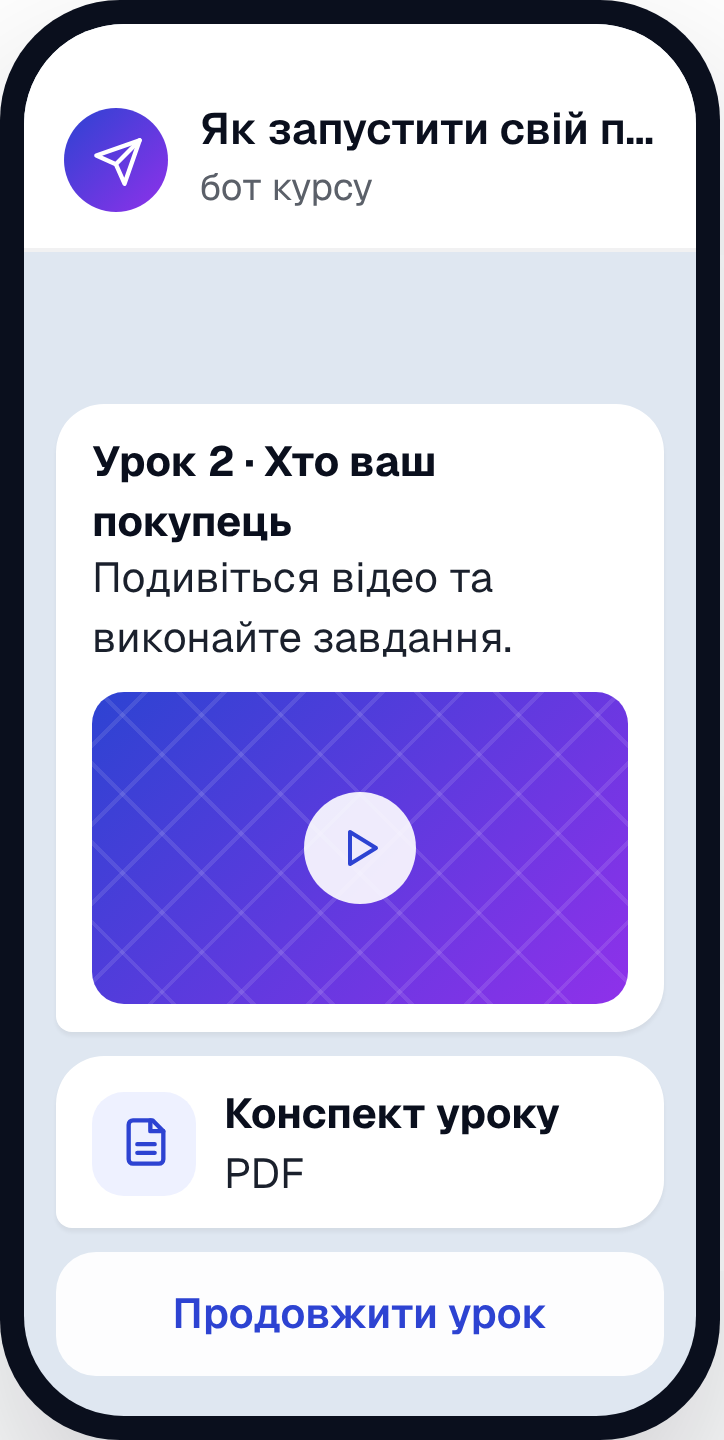 Як запустити свій п...
бот курсу
Урок 2 · Хто ваш
покупець
Подивіться відео та
виконайте завдання.
Конспект уроку
PDF
Продовжити урок